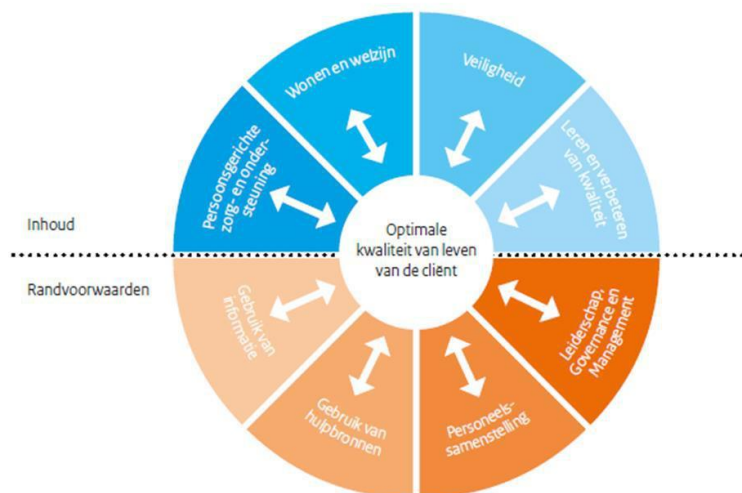 Wonen en welzijn
Veiligheid
Persoonsgerichte
zorg- en onder-
steuning
Leren en verbeteren
van kwaliteit
Inhoud
Optimale
kwaliteit van leven
van de client
Randvoorwaarden
Gebruik van
informatie
Leiderschap,
Governance en
Management
Gebruik van
hulpbronnen
Personeels-
samenstelling